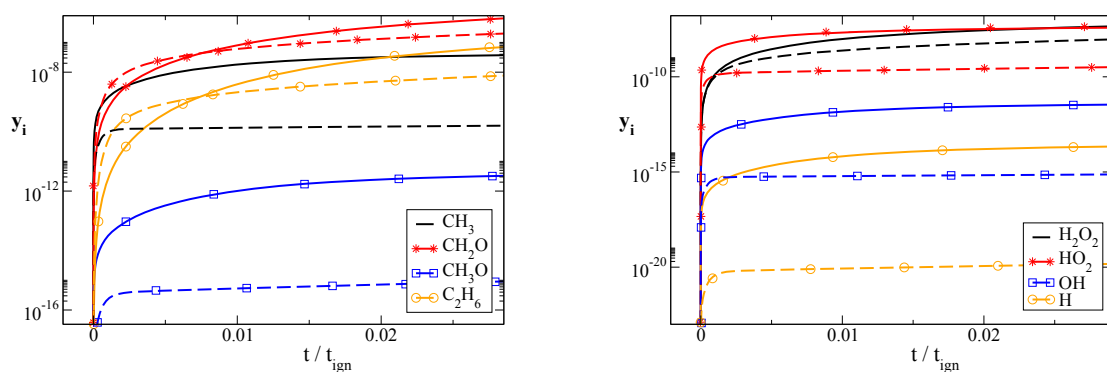 10^-8
10^-12
10^-16
y_i
0
0.01
0.02
t / t_ign
CH_3
CH_2O
CH_3O
C_2H_6
10^-10
10^-15
10^-20
y_i
0
0.01
0.02
t / t_ign
H_2O_2
HO_2
OH
H